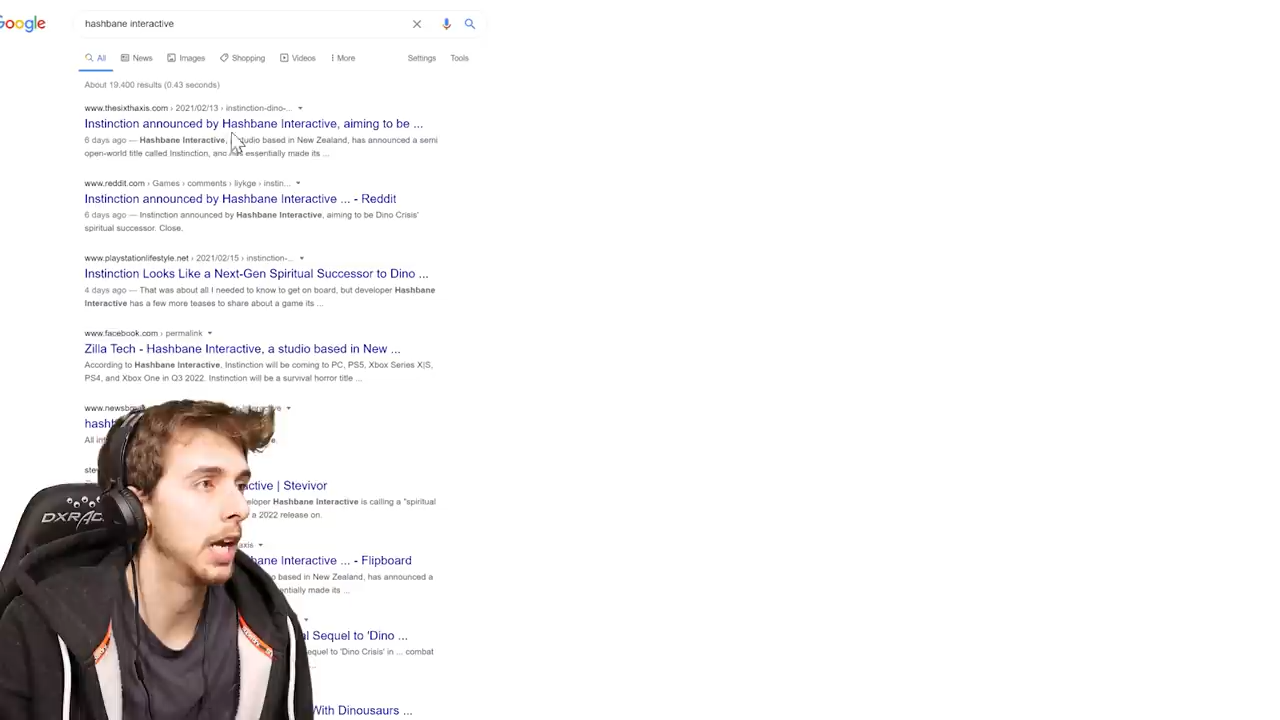 Google
hashbane interactive
All News Images Shopping Videos More Settings Tools
About 19.400 results (0.43 seconds)
www.thesixthaxis.com › 2021/02/13 › instinction-dino-...
Instinction announced by Hashbane Interactive, aiming to be ...
6 days ago — Hashbane Interactive, studio based in New Zealand, has announced a semi
open-world title called Instinction, and essentially made its ...
www.reddit.com › Games › comments › liykge › instin...
Instinction announced by Hashbane Interactive ... - Reddit
6 days ago — Instinction announced by Hashbane Interactive, aiming to be Dino Crisis'
spiritual successor. Close.
www.playstationlifestyle.net › 2021/02/15 › instinction-...
Instinction Looks Like a Next-Gen Spiritual Successor to Dino ...
4 days ago — That was about all I needed to know to get on board, but developer Hashbane
Interactive has a few more teases to share about a game its ...
www.facebook.com › permalink
Zilla Tech - Hashbane Interactive, a studio based in New ...
According to Hashbane Interactive, Instinction will be coming to PC, PS5, Xbox Series X|S,
PS4, and Xbox One in Q3 2022. Instinction will be a survival horror title ...
| Stevivor
Hashbane Interactive is calling a "spiritual
a 2022 release on.
Interactive ... - Flipboard
based in New Zealand, has announced a
made its ...
Sequel to 'Dino ...
to 'Dino Crisis' in ... combat
With Dinosaurs ...